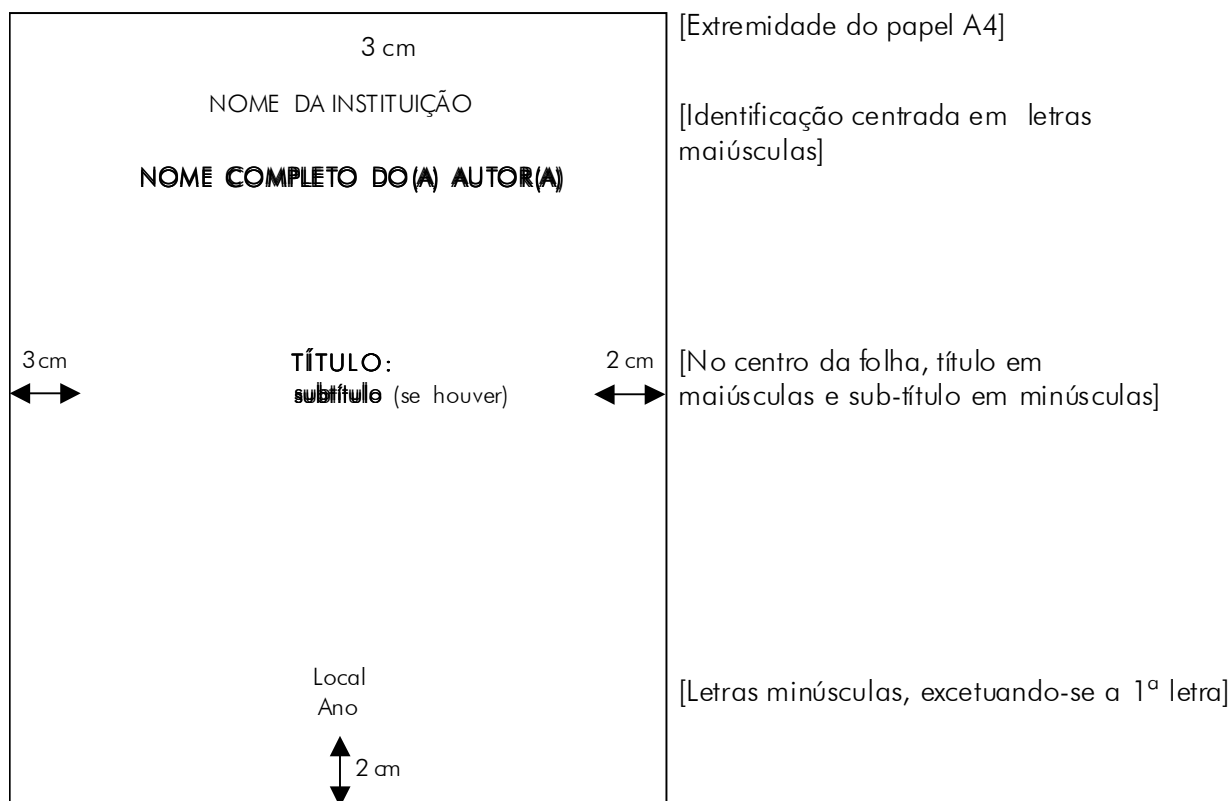 [Extremidade do papel A4]
3 cm
NOME DA INSTITUIÇÃO
[Identificação centrada em letras
maiúsculas]
NOME COMPLETO DO(A) AUTOR(A)
3 cm
TÍTULO:
subtítulo (se houver)
2 cm
[No centro da folha, título em
maiúsculas e sub-título em minúsculas]
Local
Ano
[Letras minúsculas, excetuando-se a 1ª letra]
2 cm